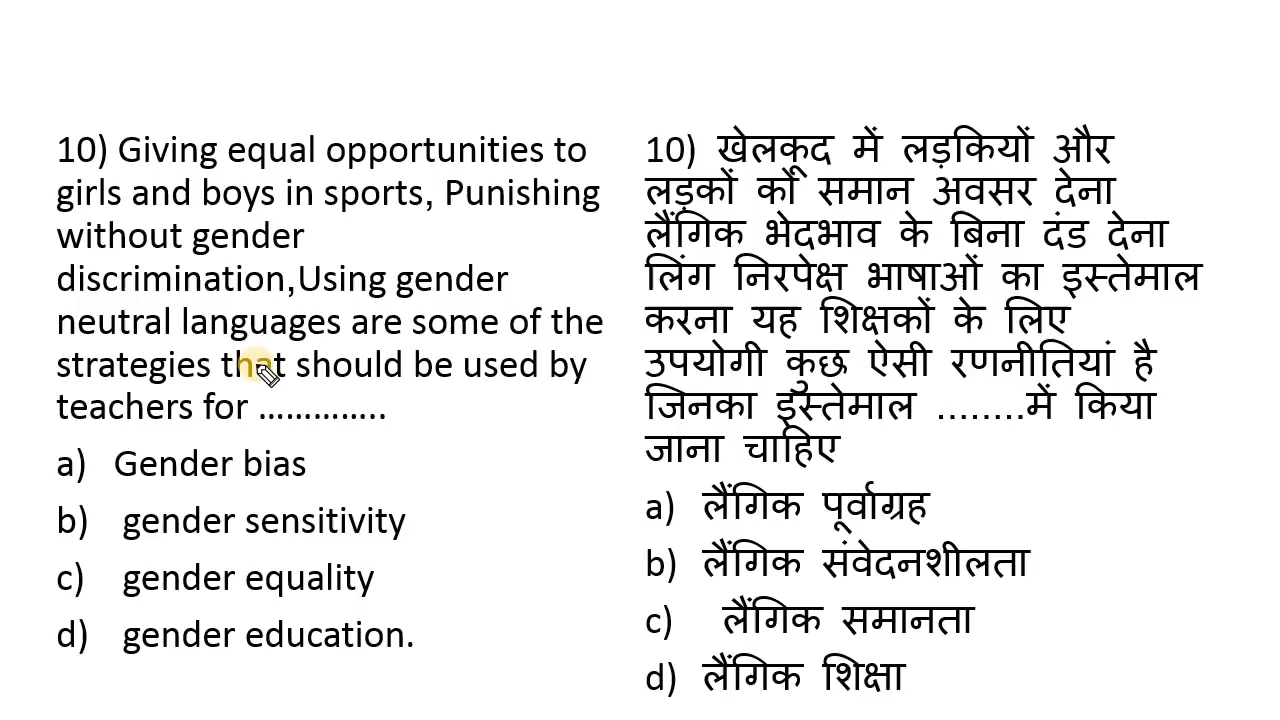 10) Giving equal opportunities to
girls and boys in sports, Punishing
without gender
discrimination,Using gender
neutral languages are some of the
strategies that should be used by
teachers for …………..
a) Gender bias
b) gender sensitivity
c) gender equality
d) gender education.
10) खेलकूद में लड़कियों और
लड़कों को समान अवसर देना
लैंगिक भेदभाव के बिना दंड देना
लिंग निरपेक्ष भाषाओं का इस्तेमाल
करना यह शिक्षकों के लिए
उपयोगी कुछ ऐसी रणनीतियां है
जिनका इस्तेमाल ........में किया
जाना चाहिए
a) लैंगिक पूर्वाग्रह
b) लैंगिक संवेदनशीलता
c) लैंगिक समानता
d) लैंगिक शिक्षा